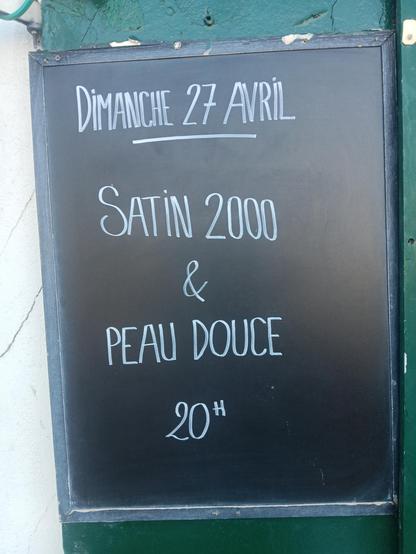 DIMANCHE 27 AVRIL
SATIN 2000
&
PEAU DOUCE
20H